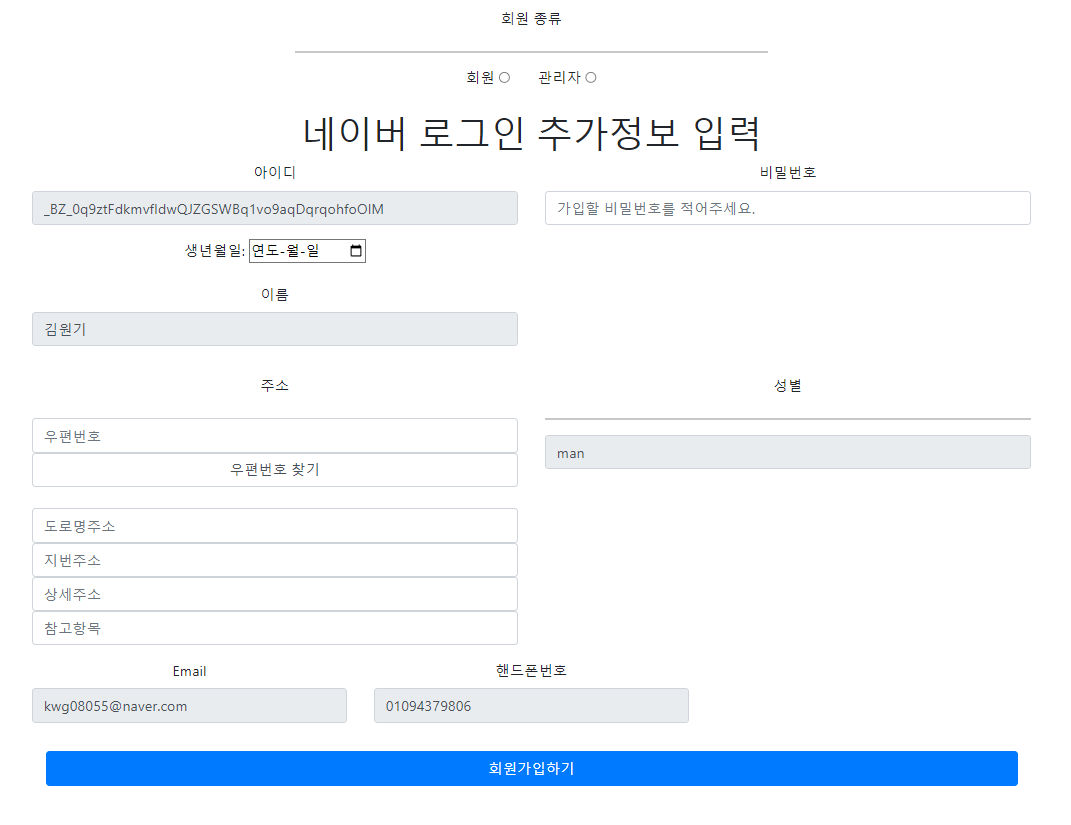 회원 종류
회원 관리자
네이버 로그인 추가정보 입력
아이디 비밀번호
_BZ_0q9ztFdkmvfIdwQJZGSWBq1vo9aqDqrqohfoOIM 가입할 비밀번호를 적어주세요.
생년월일: 연도-월-일
이름
김원기
주소 성별
우편번호
man
우편번호 찾기
도로명주소
지번주소
상세주소
참고항목
Email 핸드폰번호
kwg08055@naver.com 01094379806
회원가입하기